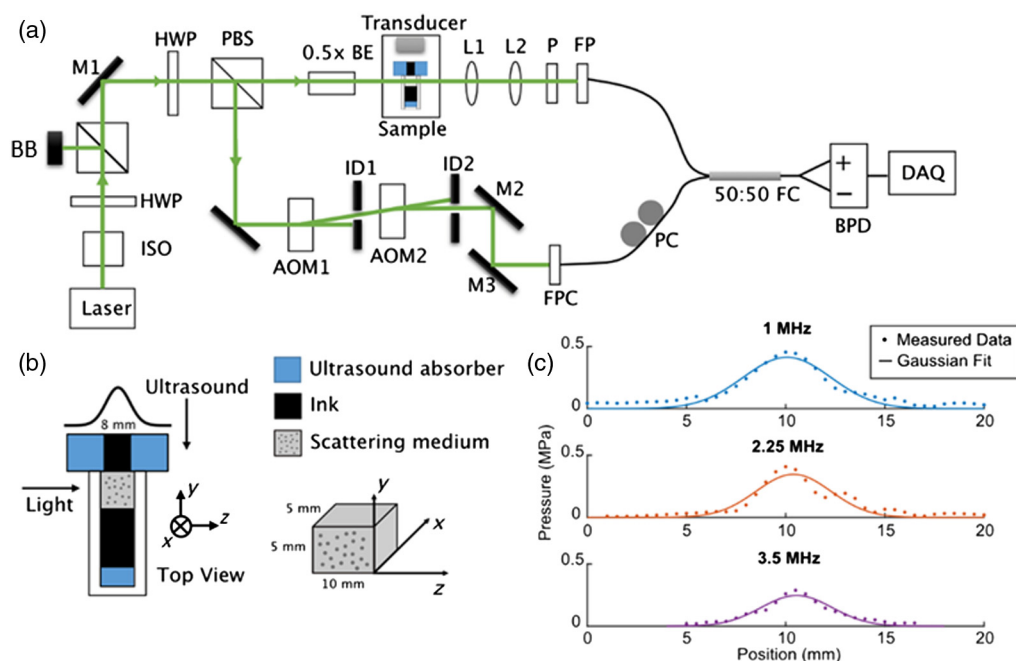 (a)
HWP
PBS
0.5x BE
Transducer
L1
L2
P
FP
M1
Sample
BB
ID1
ID2
M2
+
−
DAQ
50:50 FC
BPD
HWP
PC
ISO
AOM1
AOM2
M3
FPC
Laser
(b)
Ultrasound
8 mm
Light
y
z
x
Top View
Ultrasound absorber
Ink
Scattering medium
5 mm
5 mm
10 mm
y
x
z
(c)
1 MHz
Measured Data
Gaussian Fit
0.5
0
0 5 10 15 20
2.25 MHz
Pressure (MPa)
0.5
0
0 5 10 15 20
3.5 MHz
0.5
0
0 5 10 15 20
Position (mm)